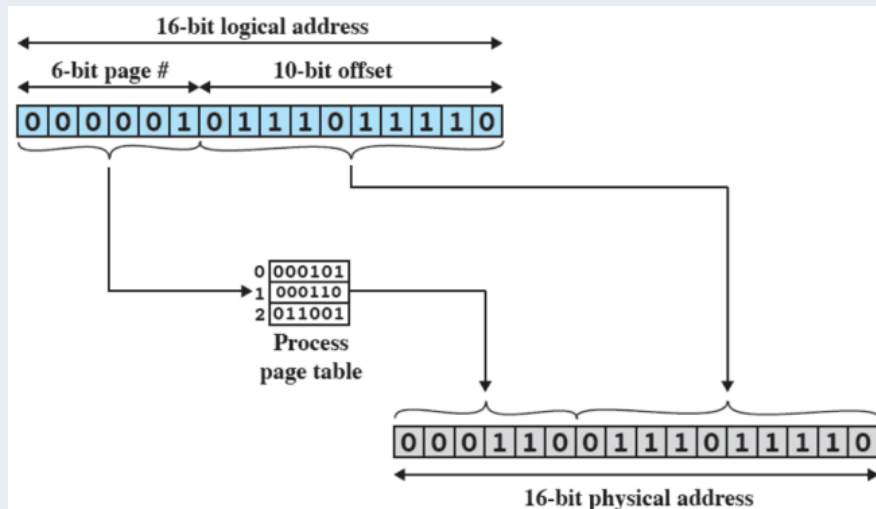 16-bit logical address
6-bit page # 10-bit offset
0 0 0 0 0 1 0 1 1 1 0 1 1 1 1 0
0 000101
1 000110
2 011001
Process
page table
0 0 0 1 1 0 0 1 1 1 0 1 1 1 1 0
16-bit physical address